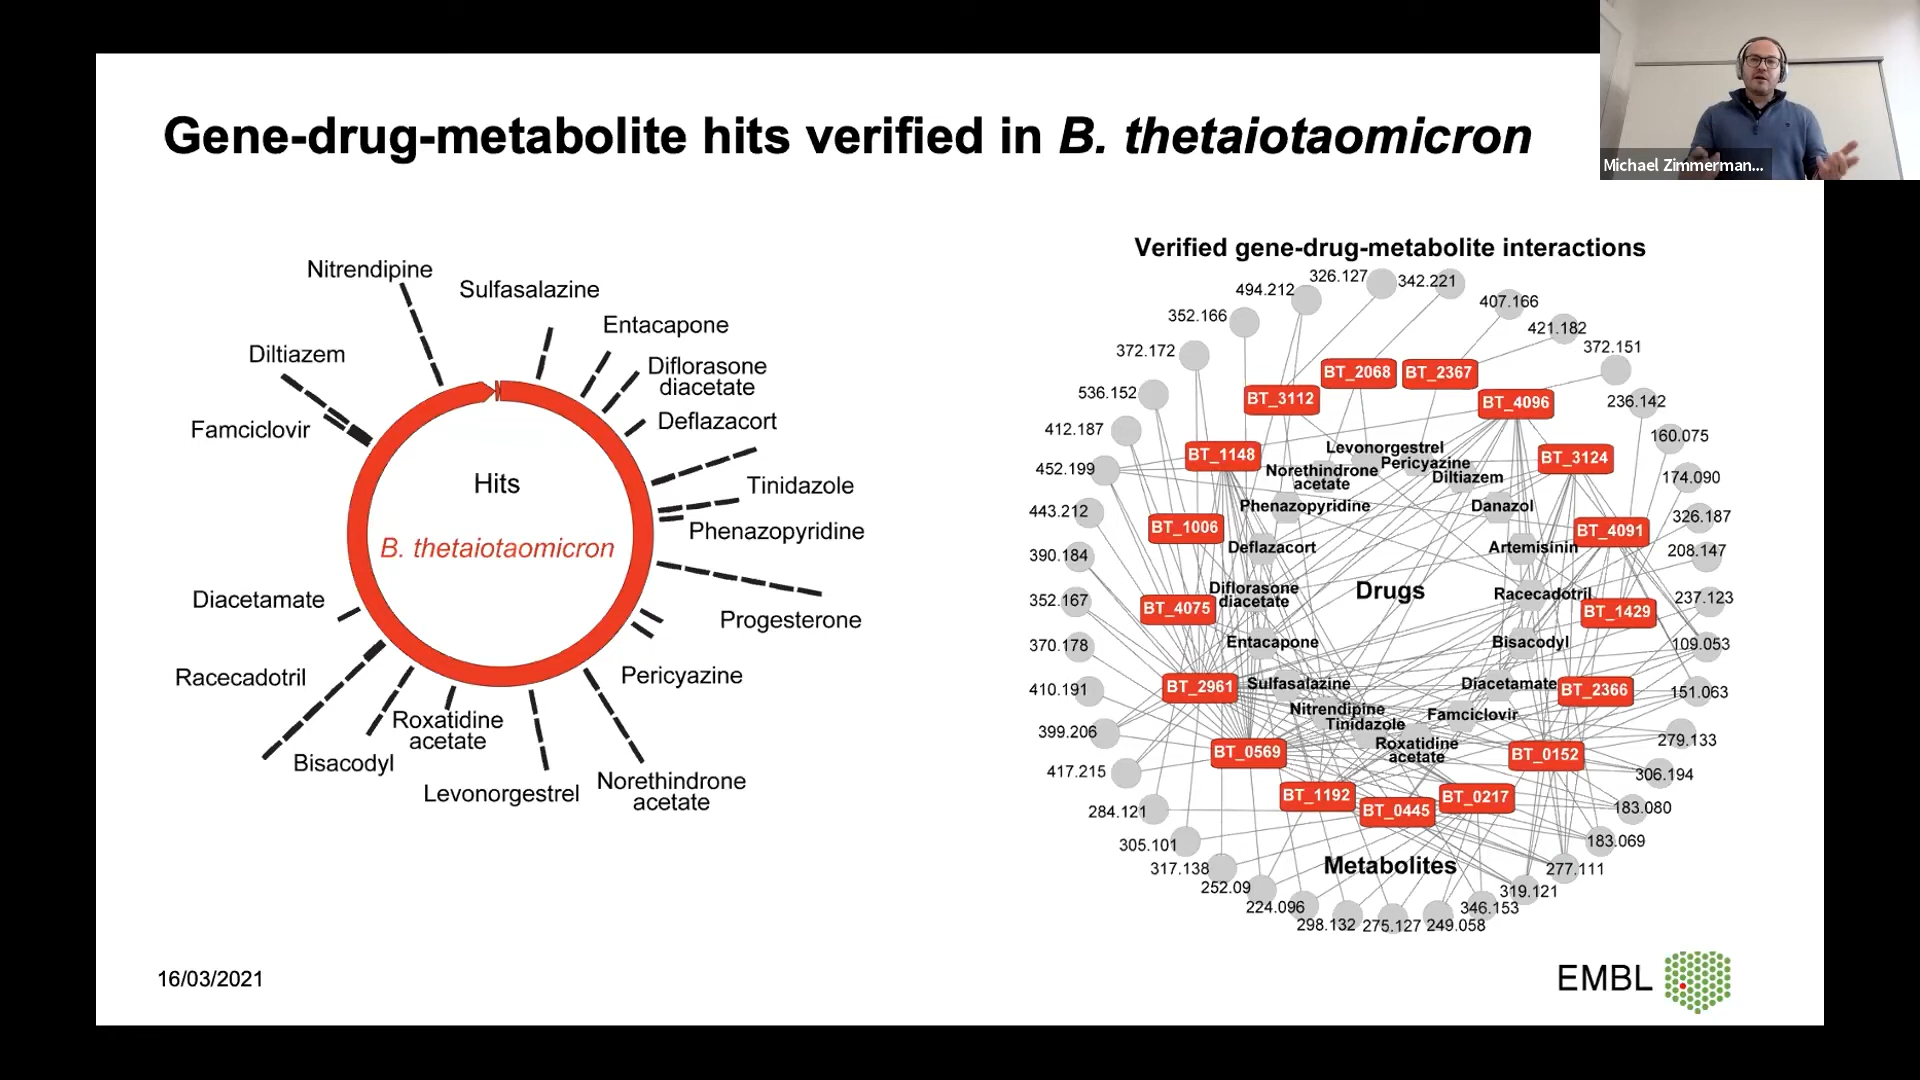 Michael Zimmerman...
Gene-drug-metabolite hits verified in B. thetaiotaomicron
Nitrendipine
Sulfasalazine
Entacapone
Diltiazem
Diflorasone
diacetate
Deflazacort
Famciclovir
Hits
Tinidazole
Phenazopyridine
B. thetaiotaomicron
Diacetamate
Progesterone
Racecadotril
Pericyazine
Roxatidine
acetate
Bisacodyl
Levonorgestrel
Norethindrone
acetate
Verified gene-drug-metabolite interactions
326.127
342.221
494.212
407.166
352.166
421.182
372.172
372.151
BT_2068
BT_2367
536.152
BT_3112
BT_4096
236.142
412.187
160.075
Levonorgestrel
BT_1148
BT_3124
Pericyazine
452.199
Norethindrone
acetate
Diltiazem
174.090
443.212
Phenazopyridine
Danazol
326.187
BT_1006
BT_4091
390.184
Deflazacort
Artemisinin
208.147
Diflorasone
diacetate
Drugs
Racecadotril
352.167
237.123
BT_4075
BT_1429
370.178
Entacapone
Bisacodyl
109.053
410.191
BT_2961
Sulfasalazine
Diacetamate
BT_2366
151.063
Nitrendipine
Famciclovir
Tinidazole
399.206
279.133
Roxatidine
acetate
BT_0569
BT_0152
417.215
306.194
BT_1192
BT_0445
BT_0217
284.121
183.080
305.101
183.069
317.138
Metabolites
277.111
252.09
319.121
224.096
346.153
298.132
275.127
249.058
16/03/2021
EMBL